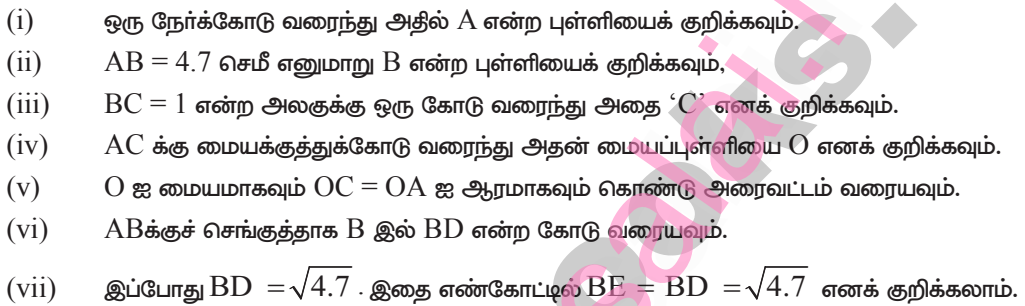 (i) ஒரு நேர்க்கோடு வரைந்து அதில் A என்ற புள்ளியைக் குறிக்கவும்.
(ii) AB = 4.7 செமீ எனுமாறு B என்ற புள்ளியைக் குறிக்கவும்,
(iii) BC = 1 என்ற அலகுக்கு ஒரு கோடு வரைந்து அதை ‘C’ எனக் குறிக்கவும்.
(iv) AC க்கு மையக்குத்துக்கோடு வரைந்து அதன் மையப்புள்ளியை O எனக் குறிக்கவும்.
(v) O ஐ மையமாகவும் OC = OA ஐ ஆரமாகவும் கொண்டு அரைவட்டம் வரையவும்.
(vi) ABக்குச் செங்குத்தாக B இல் BD என்ற கோடு வரையவும்.
(vii) இப்போது BD = √4.7 . இதை எண்கோட்டில் BE = BD = √4.7 எனக் குறிக்கலாம்.